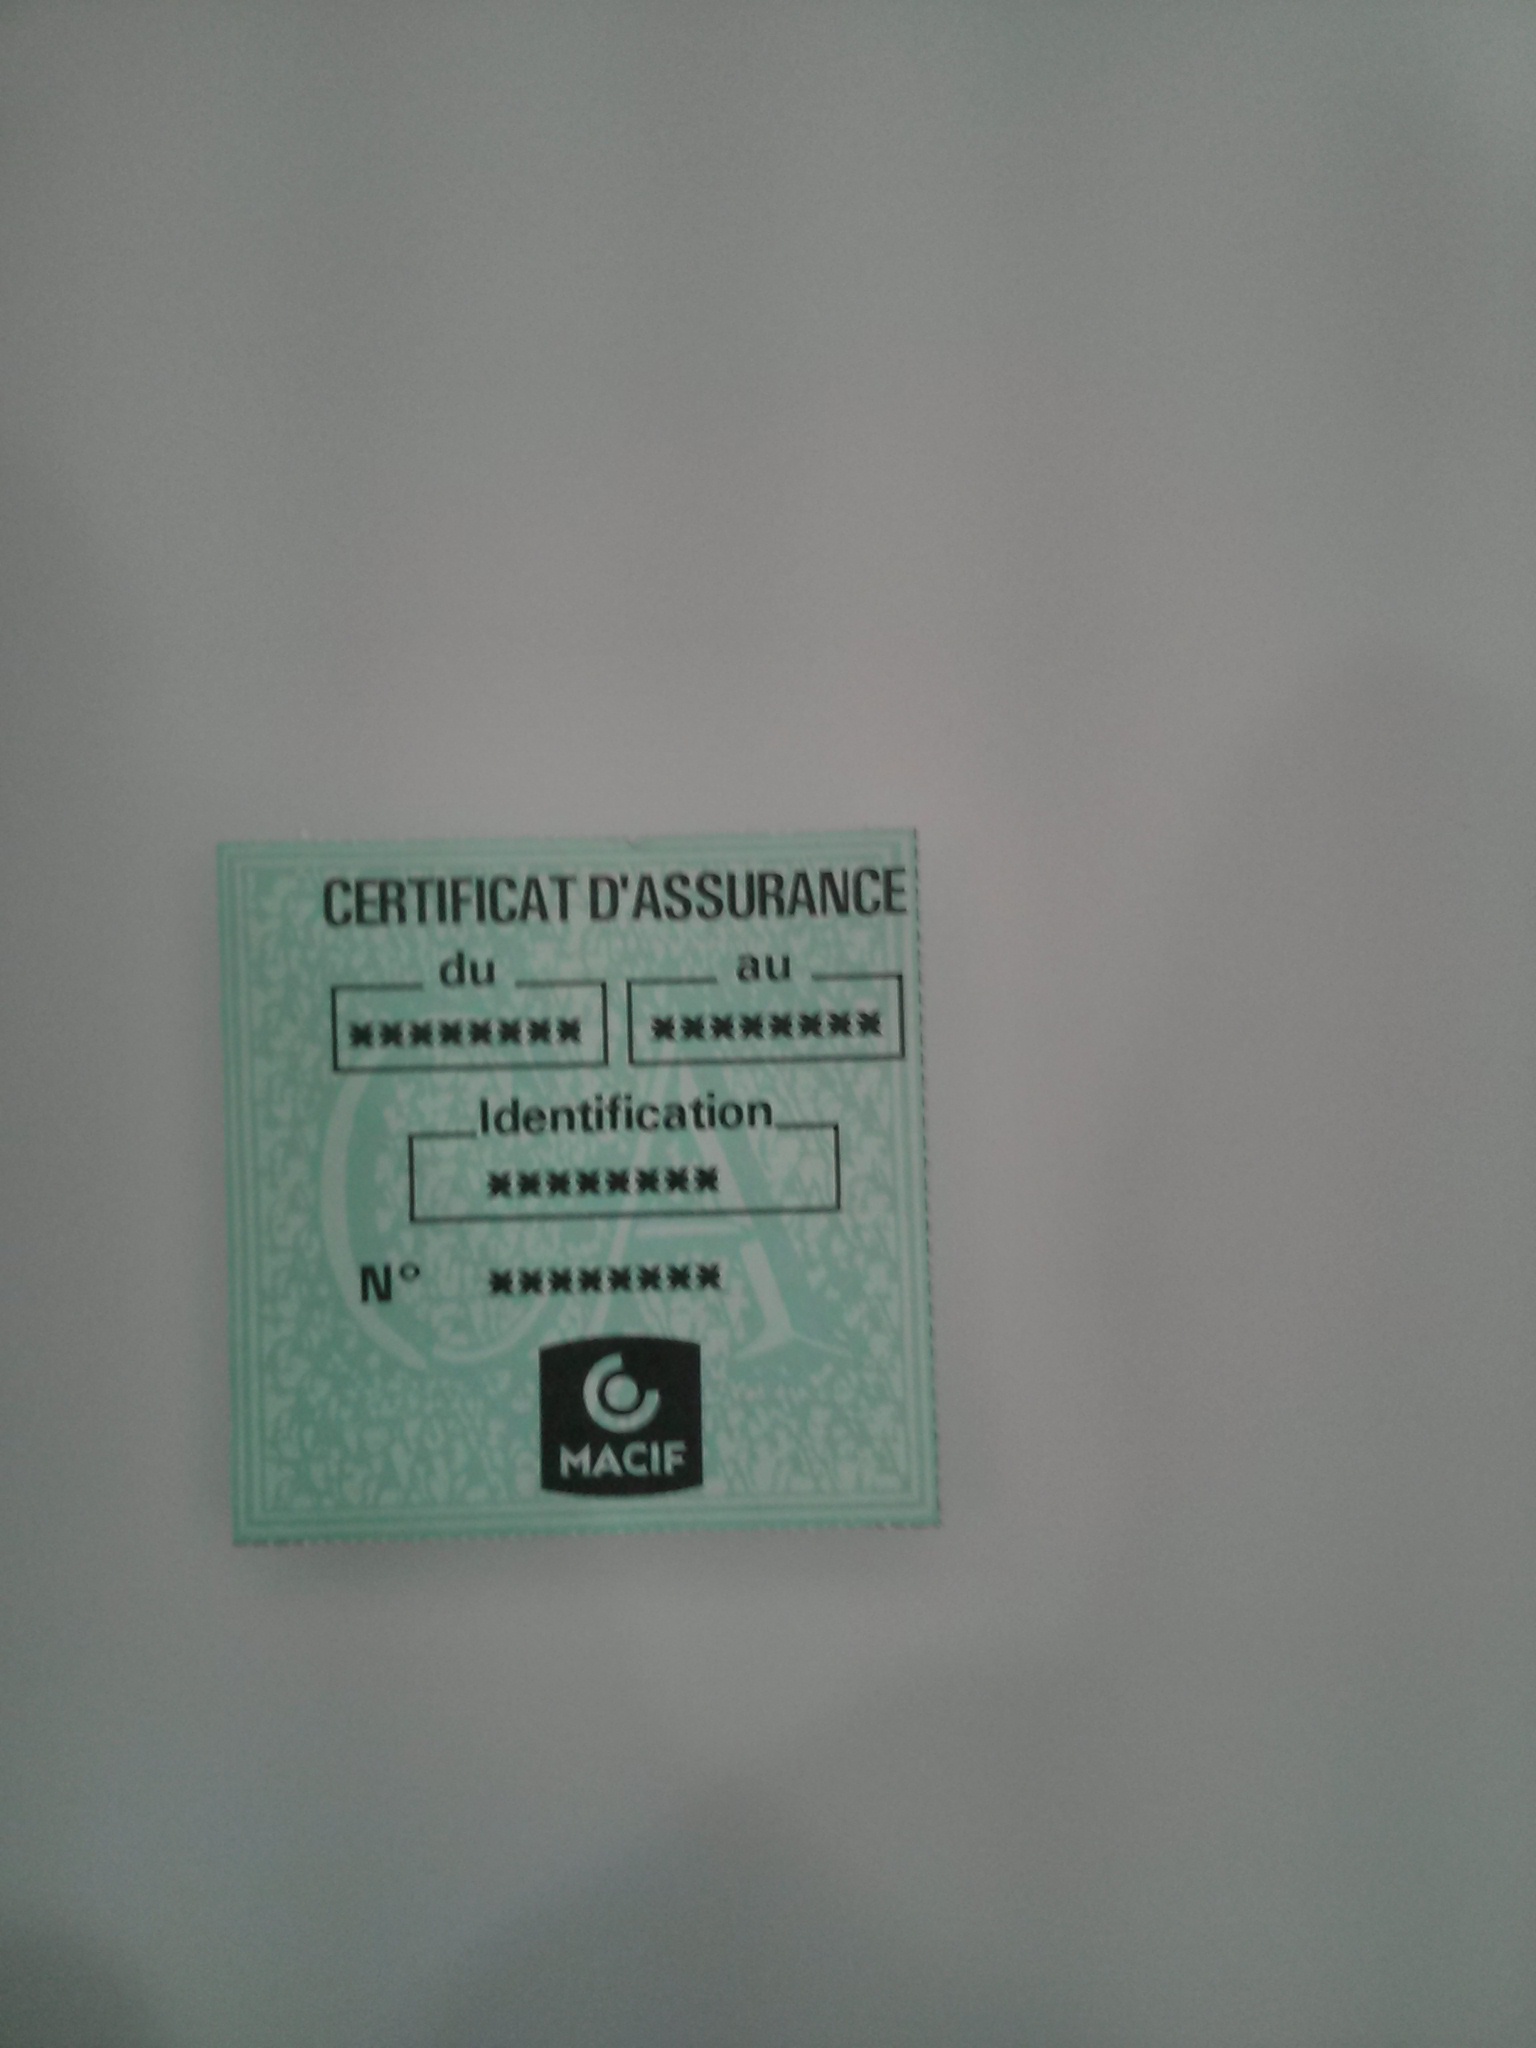 CERTIFICAT D'ASSURANCE
du au
******** ********
Identification
********
N° ********
MACIF